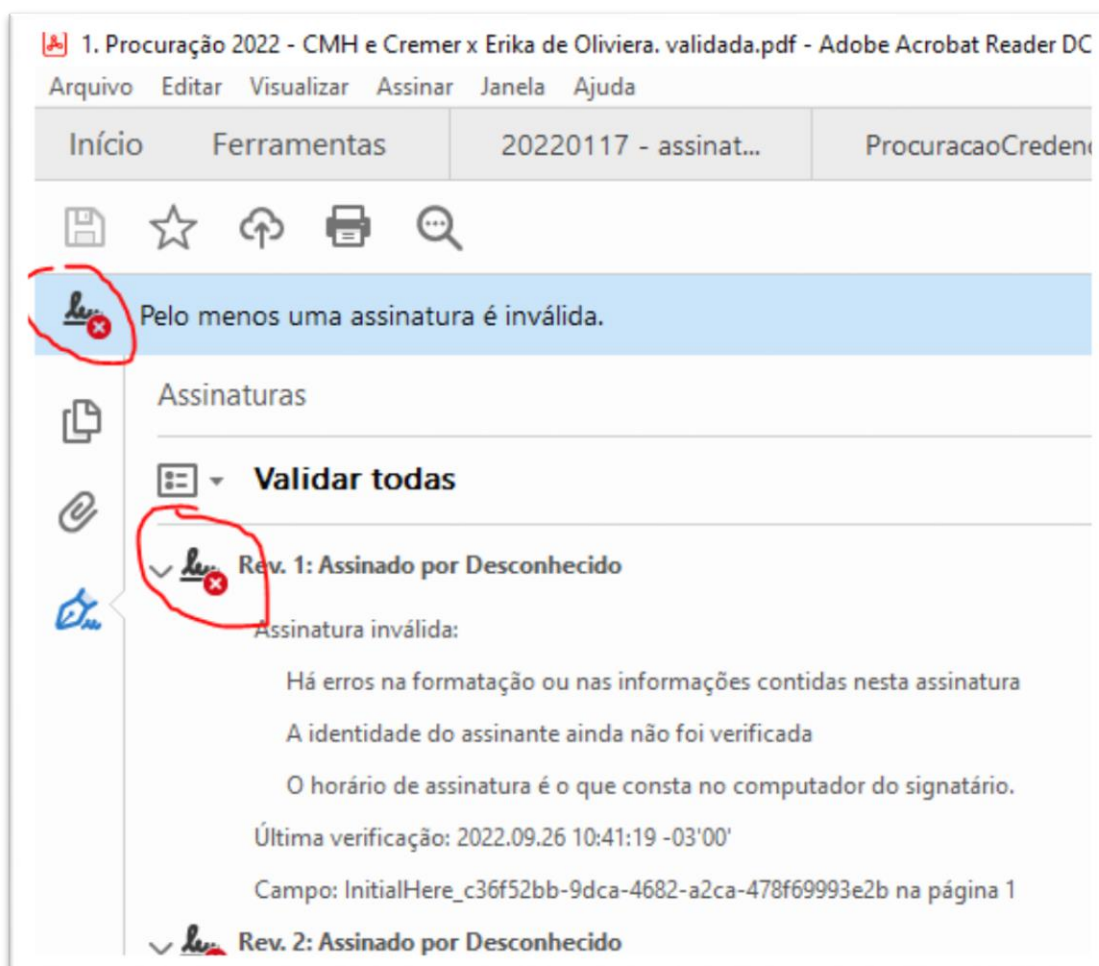 1. Procuração 2022 - CMH e Cremer x Erika de Oliviera. validada.pdf - Adobe Acrobat Reader DC
Arquivo Editar Visualizar Assinar Janela Ajuda
Início Ferramentas 20220117 - assinat... ProcuracaoCreden
Pelo menos uma assinatura é inválida.
Assinaturas
Validar todas
Rev. 1: Assinado por Desconhecido
Assinatura inválida:
Há erros na formatação ou nas informações contidas nesta assinatura
A identidade do assinante ainda não foi verificada
O horário de assinatura é o que consta no computador do signatário.
Última verificação: 2022.09.26 10:41:19 -03'00'
Campo: InitialHere_c36f52bb-9dca-4682-a2ca-478f69993e2b na página 1
Rev. 2: Assinado por Desconhecido